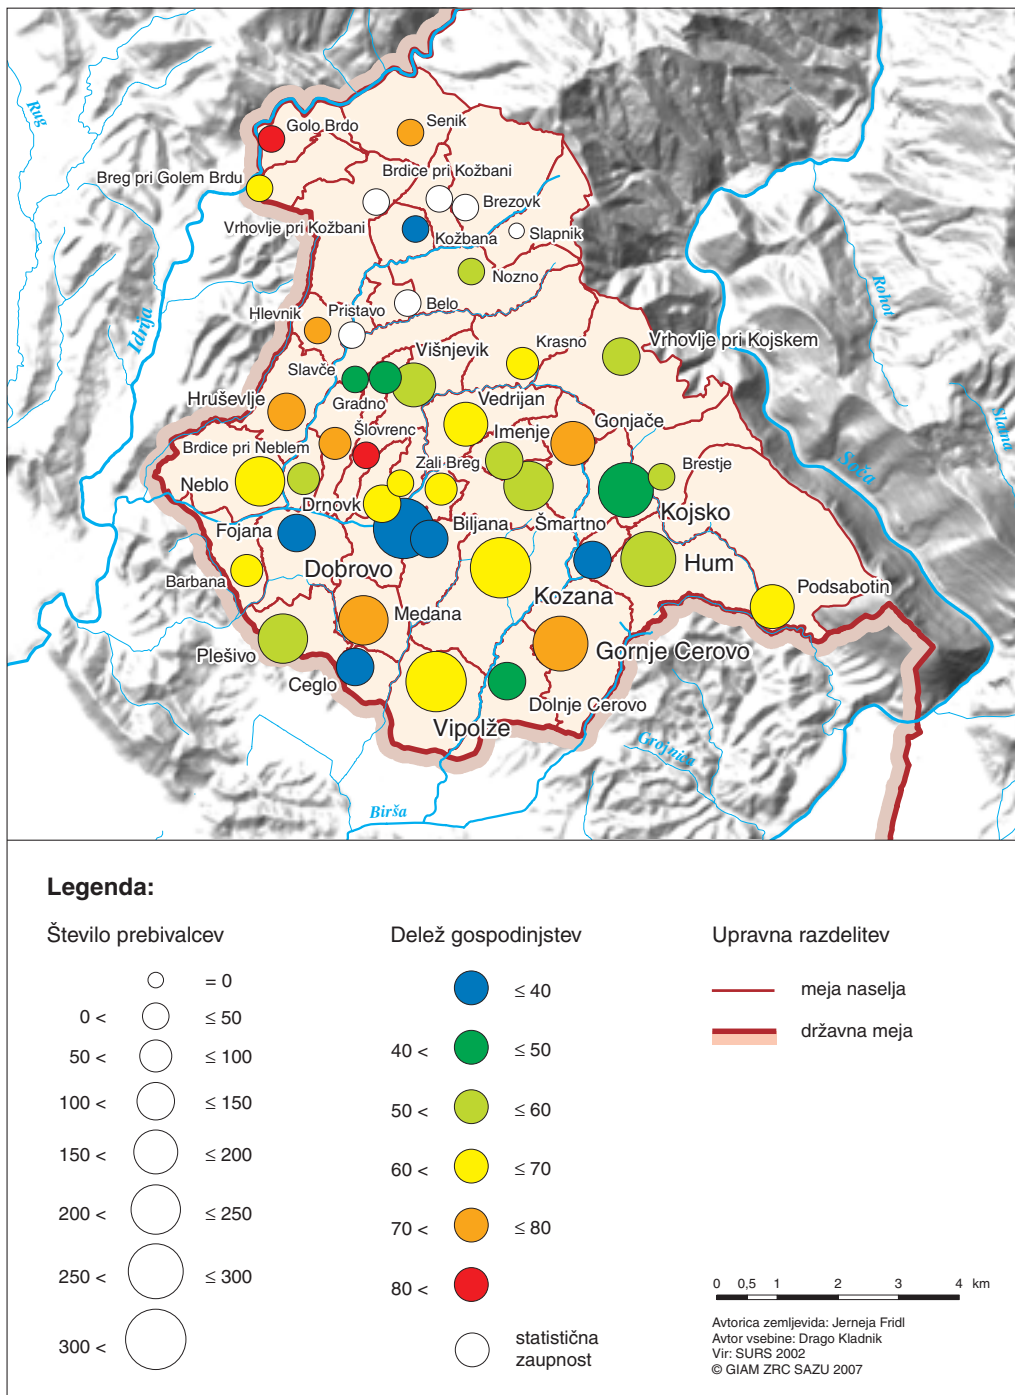 Rug
Golo Brdo
Senik
Breg pri Golem Brdu
Brdice pri Kožbani
Brezovk
Vrhovlje pri Kožbani
Kožbana
Slapnik
Nozno
Rohot
Idrija
Belo
Hlevnik
Pristavo
Krasno
Vrhovlje pri Kojskem
Višnjevik
Slavče
Gradno
Hruševlje
Vedrijan
Gonjače
Slama
Šlovrenc
Imenje
Brdice pri Neblem
Zali Breg
Brestje
Soča
Neblo
Drnovk
Kojsko
Fojana
Biljana
Šmartno
Dobrovo
Hum
Barbana
Kozana
Podsabotin
Medana
Plešivo
Gornje Cerovo
Ceglo
Dolnje Cerovo
Vipolže
Grojnica
Birša
Legenda:
Število prebivalcev
= 0
0 < ≤ 50
50 < ≤ 100
100 < ≤ 150
150 < ≤ 200
200 < ≤ 250
250 < ≤ 300
300 <
Delež gospodinjstev
≤ 40
40 < ≤ 50
50 < ≤ 60
60 < ≤ 70
70 < ≤ 80
80 <
statistična
zaupnost
Upravna razdelitev
meja naselja
državna meja
0 0,5 1 2 3 4 km
Avtorica zemljevida: Jerneja Fridl
Avtor vsebine: Drago Kladnik
Vir: SURS 2002
© GIAM ZRC SAZU 2007